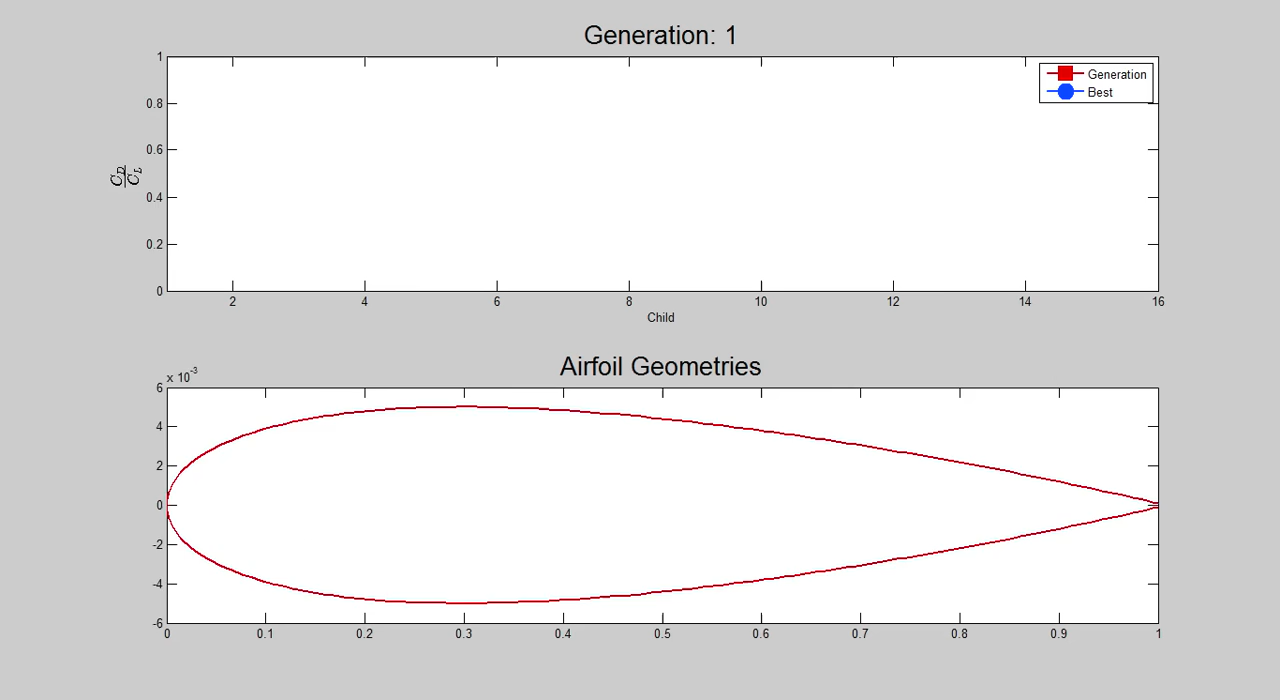 Generation: 1
1
0.8
0.6
0.4
0.2
0
C_D
C_L
Generation
Best
2 4 6 8 10 12 14 16
Child
Airfoil Geometries
x 10^-3
6
4
2
0
-2
-4
-6
0 0.1 0.2 0.3 0.4 0.5 0.6 0.7 0.8 0.9 1